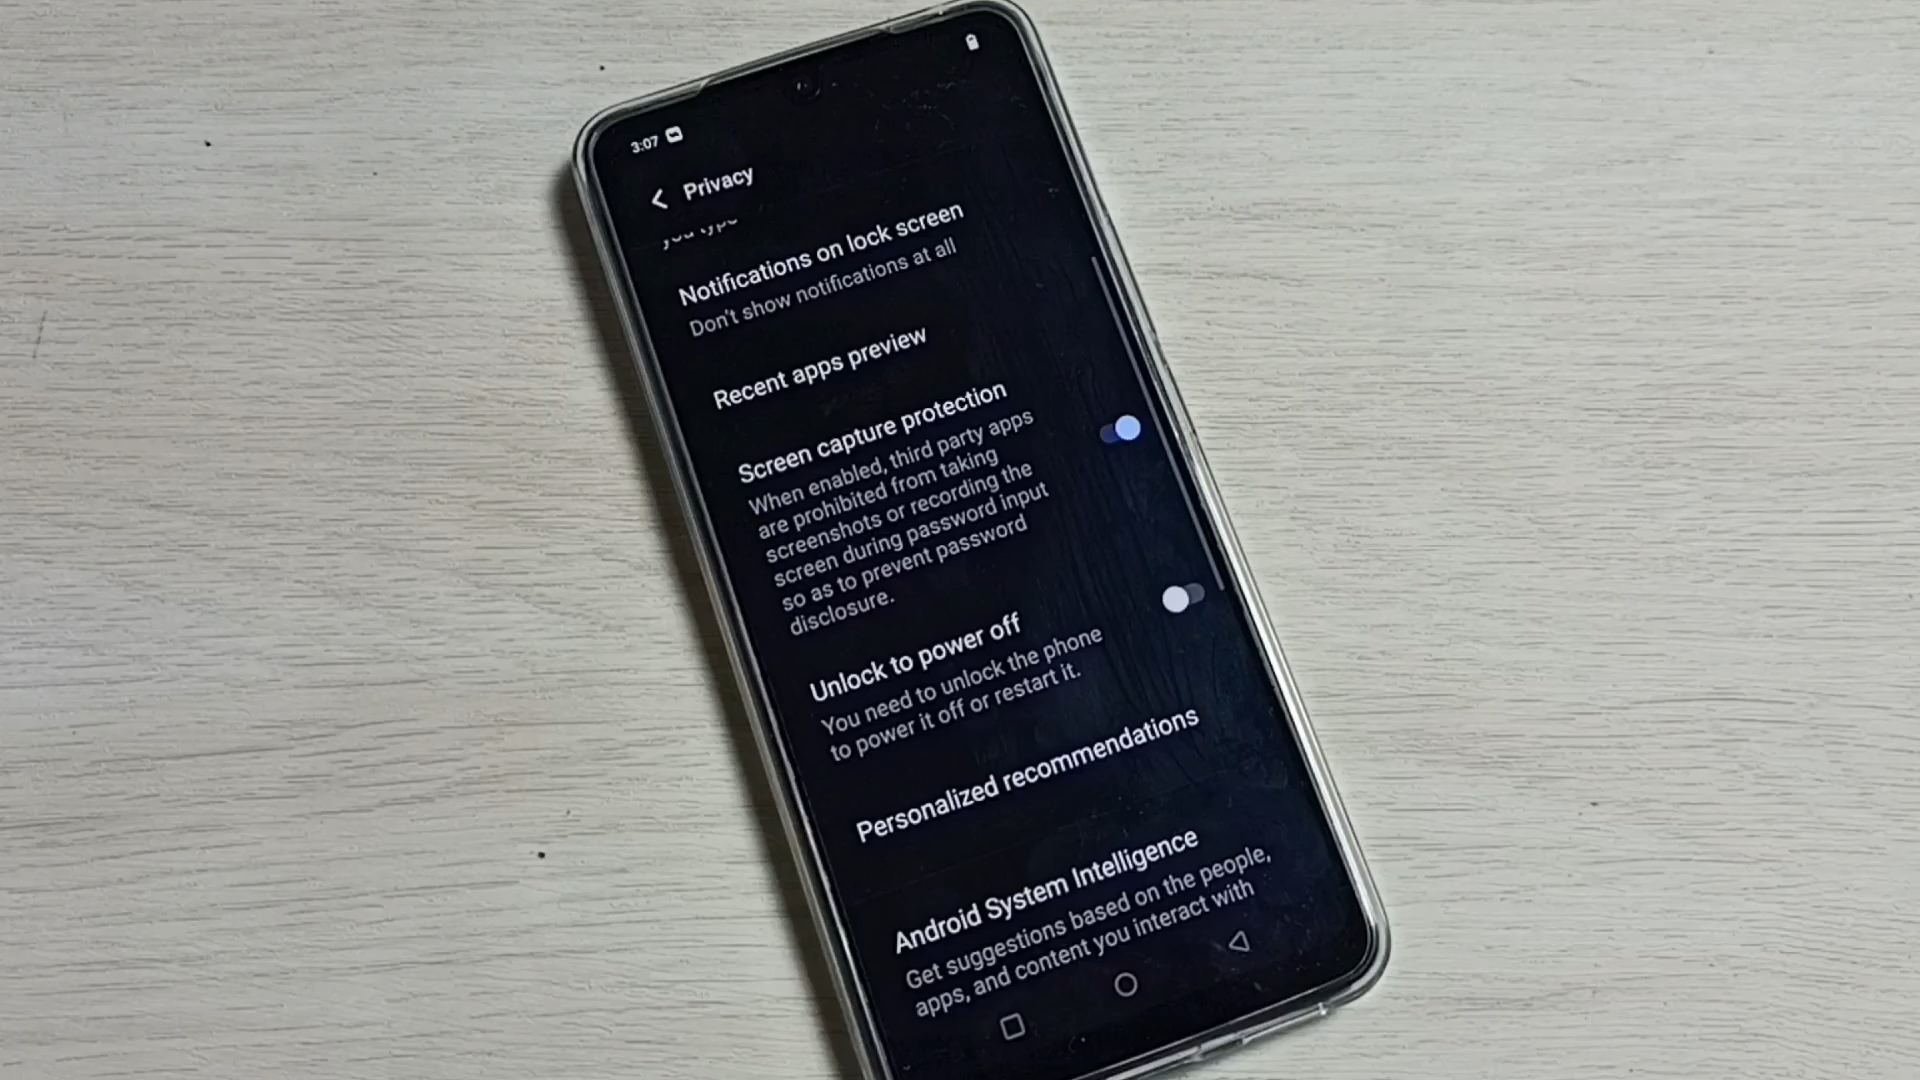 3:07
Privacy
you type
Notifications on lock screen
Don't show notifications at all
Recent apps preview
Screen capture protection
When enabled, third party apps
are prohibited from taking
screenshots or recording the
screen during password input
so as to prevent password
disclosure.
Unlock to power off
You need to unlock the phone
to power it off or restart it.
Personalized recommendations
Android System Intelligence
Get suggestions based on the people,
apps, and content you interact with